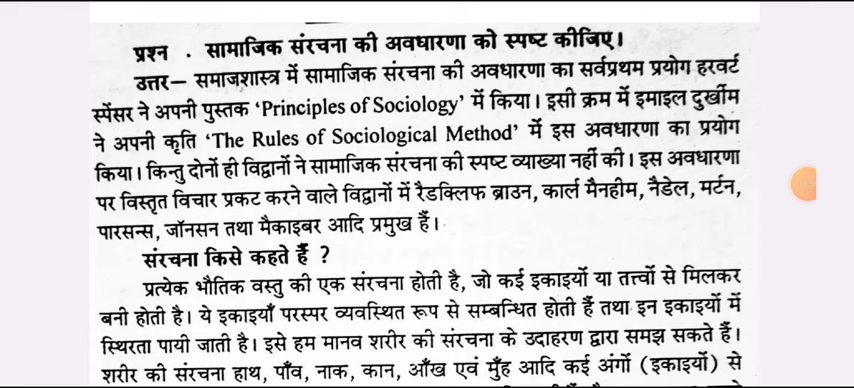 प्रश्न . सामाजिक संरचना की अवधारणा को स्पष्ट कीजिए।
उत्तर— समाजशास्त्र में सामाजिक संरचना की अवधारणा का सर्वप्रथम प्रयोग हरवर्ट
स्पेंसर ने अपनी पुस्तक ‘Principles of Sociology’ में किया। इसी क्रम में इमाइल दुर्खीम
ने अपनी कृति ‘The Rules of Sociological Method’ में इस अवधारणा का प्रयोग
किया। किन्तु दोनों ही विद्वानों ने सामाजिक संरचना की स्पष्ट व्याख्या नहीं की। इस अवधारणा
पर विस्तृत विचार प्रकट करने वाले विद्वानों में रैडक्लिफ ब्राउन, कार्ल मैनहीम, नैडेल, मर्टन,
पारसन्स, जॉनसन तथा मैकाइबर आदि प्रमुख हैं।
संरचना किसे कहते हैं ?
प्रत्येक भौतिक वस्तु की एक संरचना होती है, जो कई इकाइयों या तत्त्वों से मिलकर
बनी होती है। ये इकाइयाँ परस्पर व्यवस्थित रूप से सम्बन्धित होती हैं तथा इन इकाइयों में
स्थिरता पायी जाती है। इसे हम मानव शरीर की संरचना के उदाहरण द्वारा समझ सकते हैं।
शरीर की संरचना हाथ, पाँव, नाक, कान, आँख एवं मुँह आदि कई अंगों (इकाइयों) से